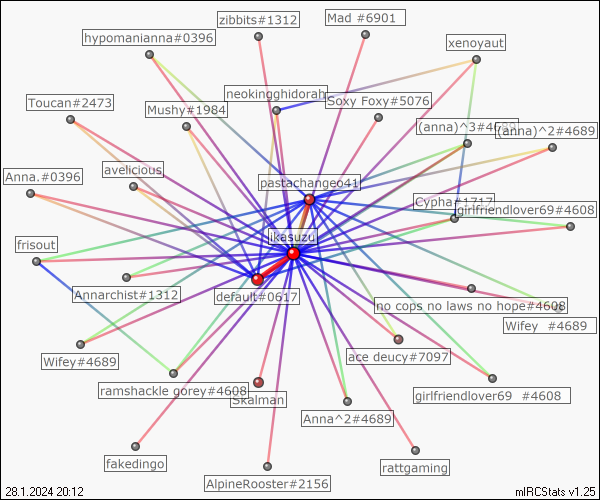 zibbits#1312
Mad #6901
hypomanianna#0396
xenoyaut
neokingghidorah
Soxy Foxy#5076
Toucan#2473
Mushy#1984
(anna)^3#4689
(anna)^2#4689
avelicious
Anna.#0396
pastachangeo41
Cypha#1717
girlfriendlover69#4608
ikasuzu
frisout
Annarchist#1312
default#0617
no cops no laws no hope#4608
Wifey #4689
Wifey#4689
ace deucy#7097
ramshackle gorey#4608
Skalman
girlfriendlover69 #4608
Anna^2#4689
fakedingo
rattgaming
AlpineRooster#2156
28.1.2024 20:12
mIRCStats v1.25